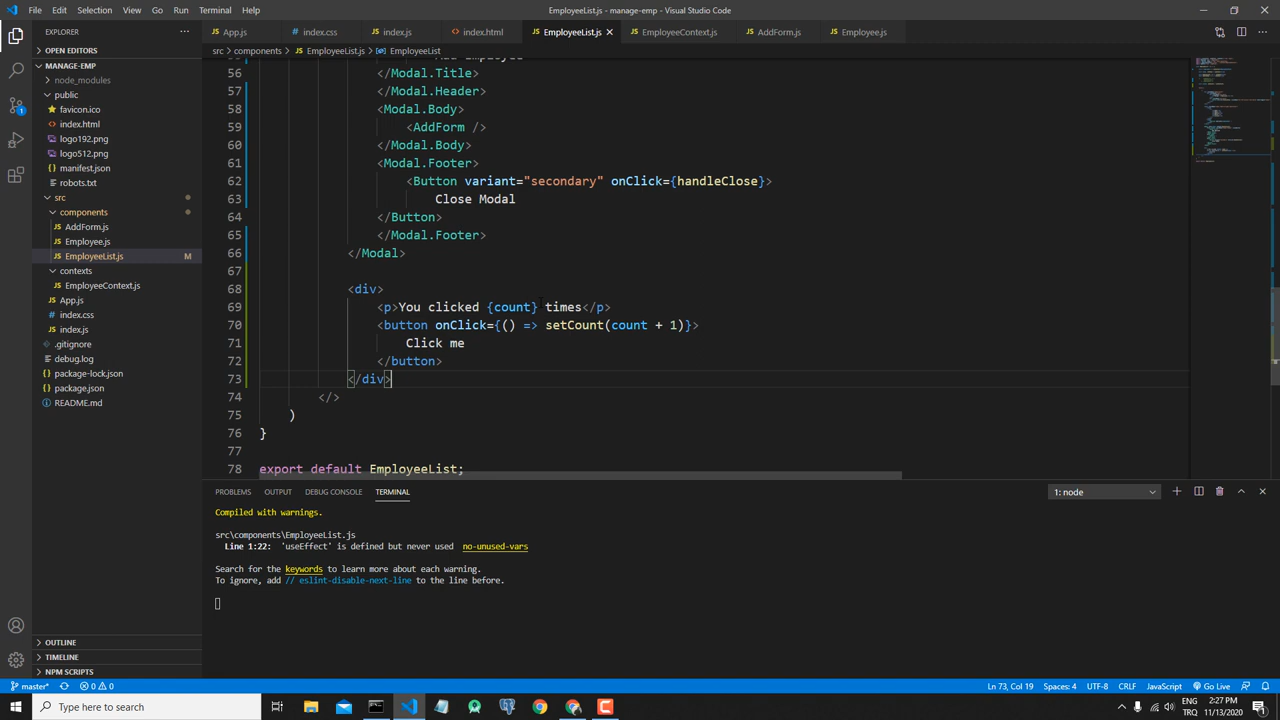 File Edit Selection View Go Run Terminal Help
EmployeeList.js - manage-emp - Visual Studio Code
EXPLORER
OPEN EDITORS
MANAGE-EMP
node_modules
public
favicon.ico
index.html
logo192.png
logo512.png
manifest.json
robots.txt
src
components
AddForm.js
Employee.js
EmployeeList.js M
contexts
EmployeeContext.js
App.js
index.css
index.js
.gitignore
debug.log
package-lock.json
package.json
README.md
OUTLINE
TIMELINE
NPM SCRIPTS
App.js index.css index.js index.html EmployeeList.js EmployeeContext.js AddForm.js Employee.js
src > components > EmployeeList.js > EmployeeList
56 </Modal.Title>
57 </Modal.Header>
58 <Modal.Body>
59 <AddForm />
60 </Modal.Body>
61 <Modal.Footer>
62 <Button variant="secondary" onClick={handleClose}>
63 Close Modal
64 </Button>
65 </Modal.Footer>
66 </Modal>
67
68 <div>
69 <p>You clicked {count} times</p>
70 <button onClick={() => setCount(count + 1)}>
71 Click me
72 </button>
73 </div>
74 </>
75 )
76 }
77
78 export default EmployeeList;
PROBLEMS OUTPUT DEBUG CONSOLE TERMINAL
1: node
Compiled with warnings.
src\components\EmployeeList.js
Line 1:22: 'useEffect' is defined but never used no-unused-vars
Search for the keywords to learn more about each warning.
To ignore, add // eslint-disable-next-line to the line before.
master* 0 0
Ln 73, Col 19 Spaces: 4 UTF-8 CRLF JavaScript Go Live
Type here to search
ENG 2:27 PM
TRQ 11/13/2020